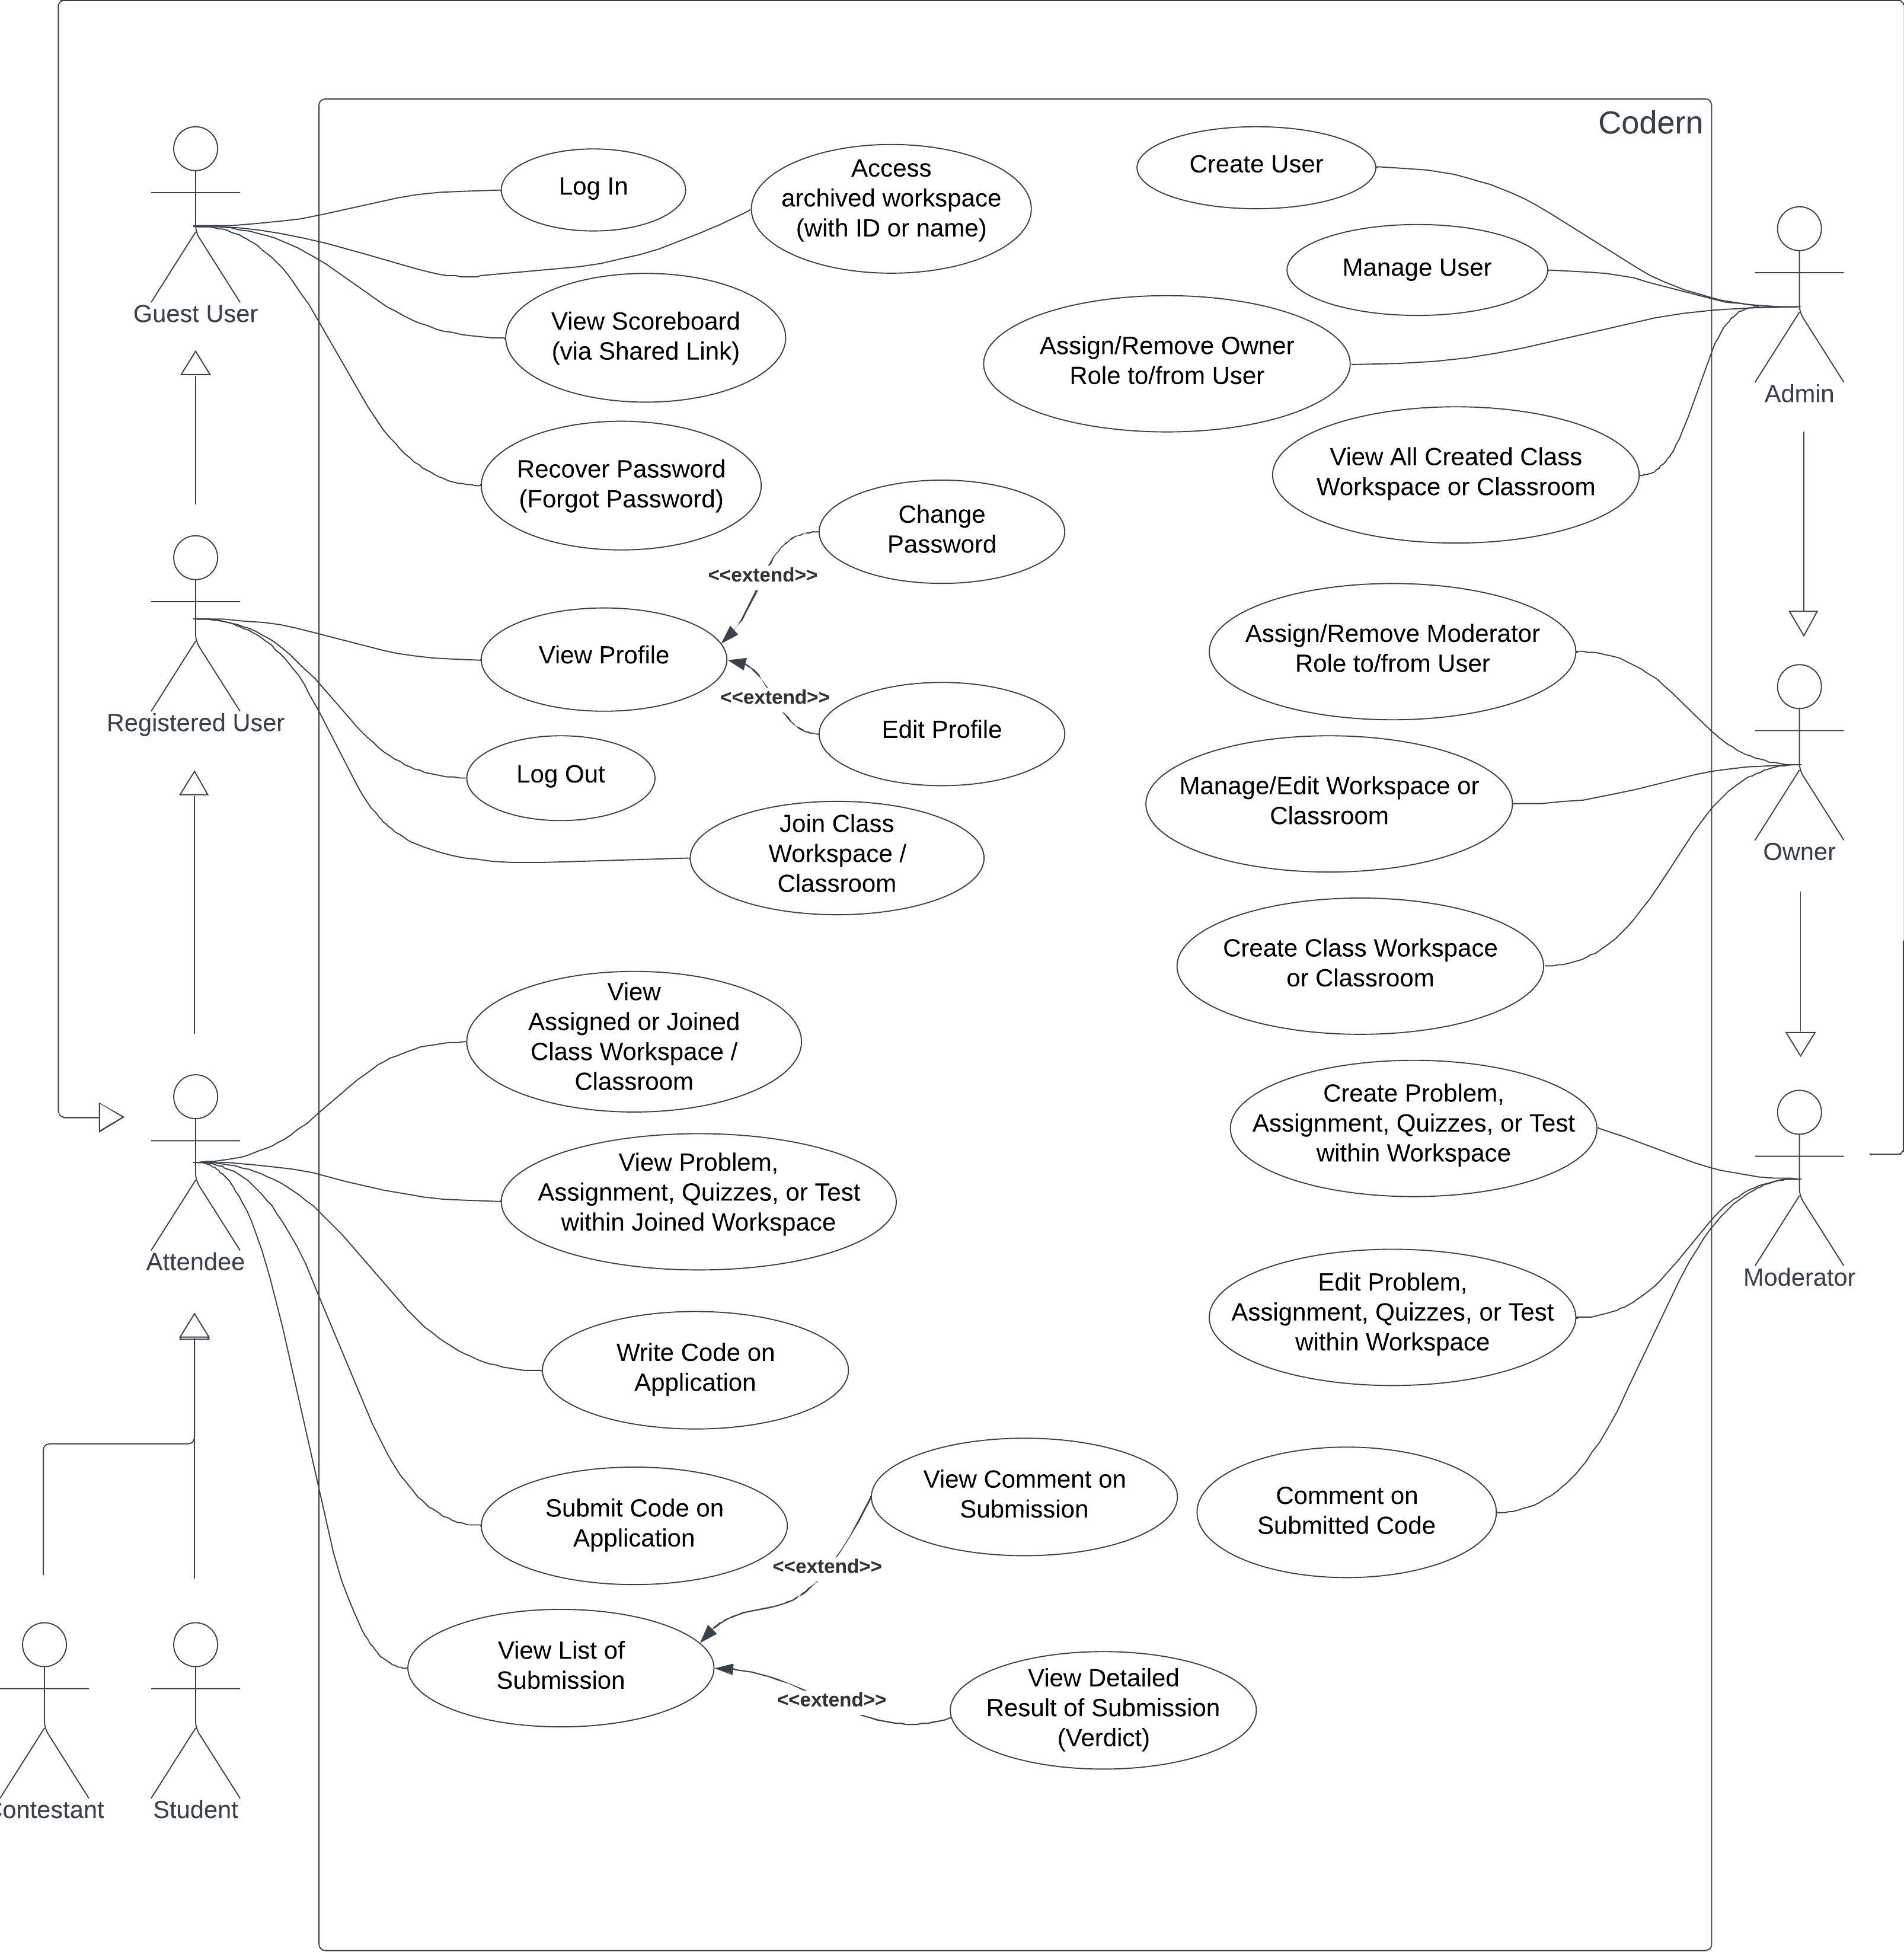 Codern
Log In
Access
archived workspace
(with ID or name)
Create User
Manage User
Guest User
View Scoreboard
(via Shared Link)
Assign/Remove Owner
Role to/from User
Admin
Recover Password
(Forgot Password)
View All Created Class
Workspace or Classroom
Change
Password
<<extend>>
View Profile
<<extend>>
Edit Profile
Registered User
Log Out
Join Class
Workspace /
Classroom
Assign/Remove Moderator
Role to/from User
Manage/Edit Workspace or
Classroom
Owner
Create Class Workspace
or Classroom
View
Assigned or Joined
Class Workspace /
Classroom
View Problem,
Assignment, Quizzes, or Test
within Joined Workspace
Attendee
Create Problem,
Assignment, Quizzes, or Test
within Workspace
Moderator
Edit Problem,
Assignment, Quizzes, or Test
within Workspace
Write Code on
Application
Submit Code on
Application
View Comment on
Submission
Comment on
Submitted Code
<<extend>>
View List of
Submission
<<extend>>
View Detailed
Result of Submission
(Verdict)
ontestant
Student